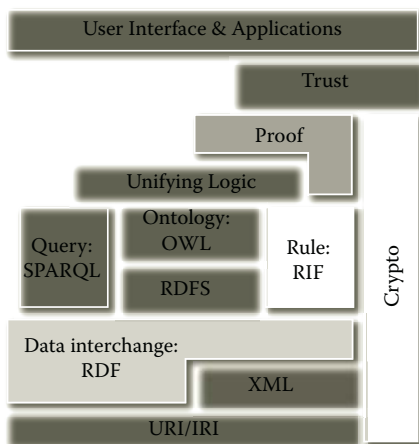 User Interface & Applications
Trust
Proof
Unifying Logic
Query:
SPARQL
Ontology:
OWL
RDFS
Rule:
RIF
Crypto
Data interchange:
RDF
XML
URI/IRI